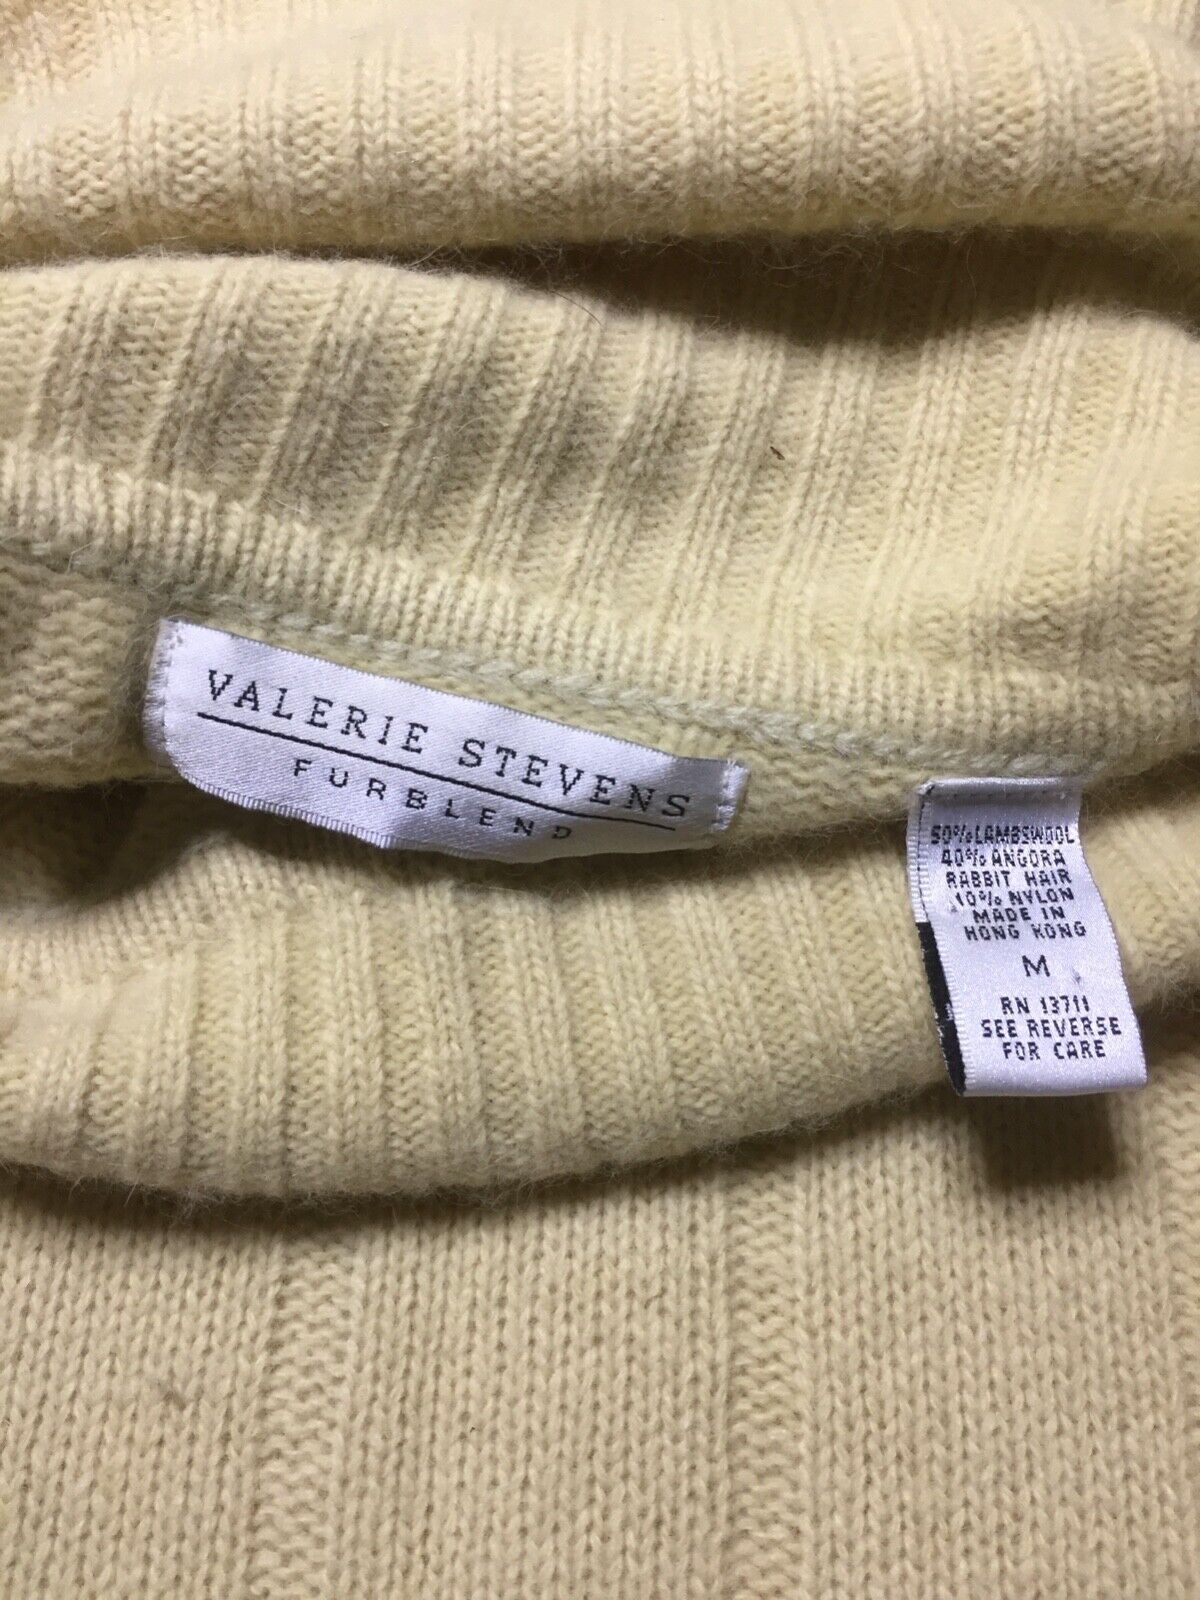 VALERIE STEVENS
FURBLEND
50% LAMBSWOOL
40% ANGORA
RABBIT HAIR
10% NYLON
MADE IN
HONG KONG
M
RN 13711
SEE REVERSE
FOR CARE